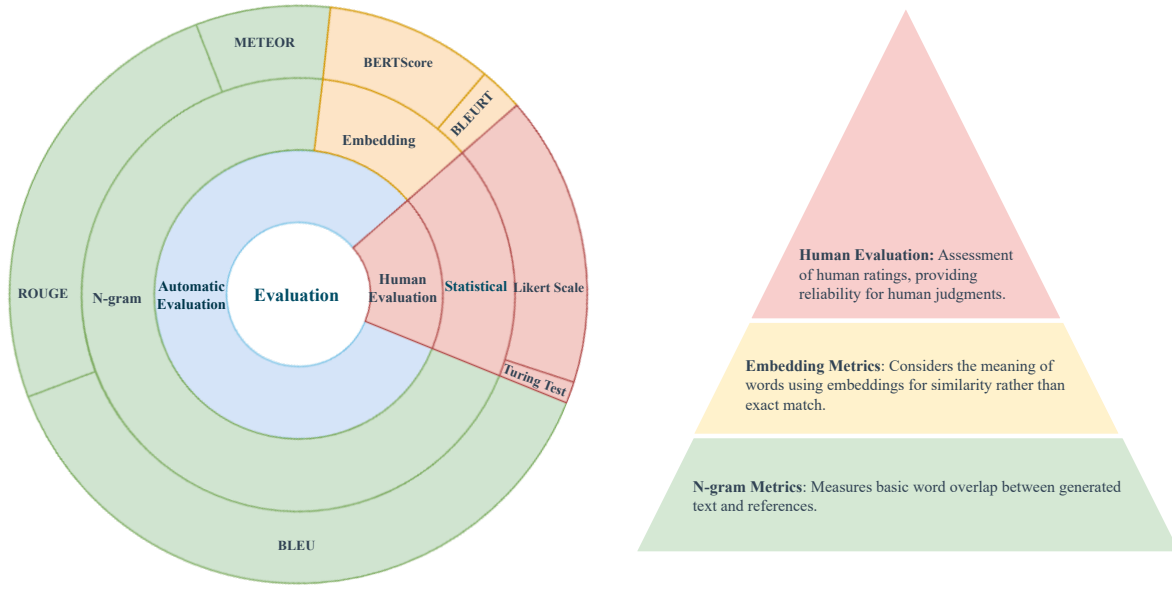 METEOR
BERTScore
BLEURT
Embedding
ROUGE
N-gram
Automatic
Evaluation
Evaluation
Human
Evaluation
Statistical
Likert Scale
Turing Test
BLEU
Human Evaluation: Assessment
of human ratings, providing
reliability for human judgments.
Embedding Metrics: Considers the meaning of
words using embeddings for similarity rather than
exact match.
N-gram Metrics: Measures basic word overlap between generated
text and references.